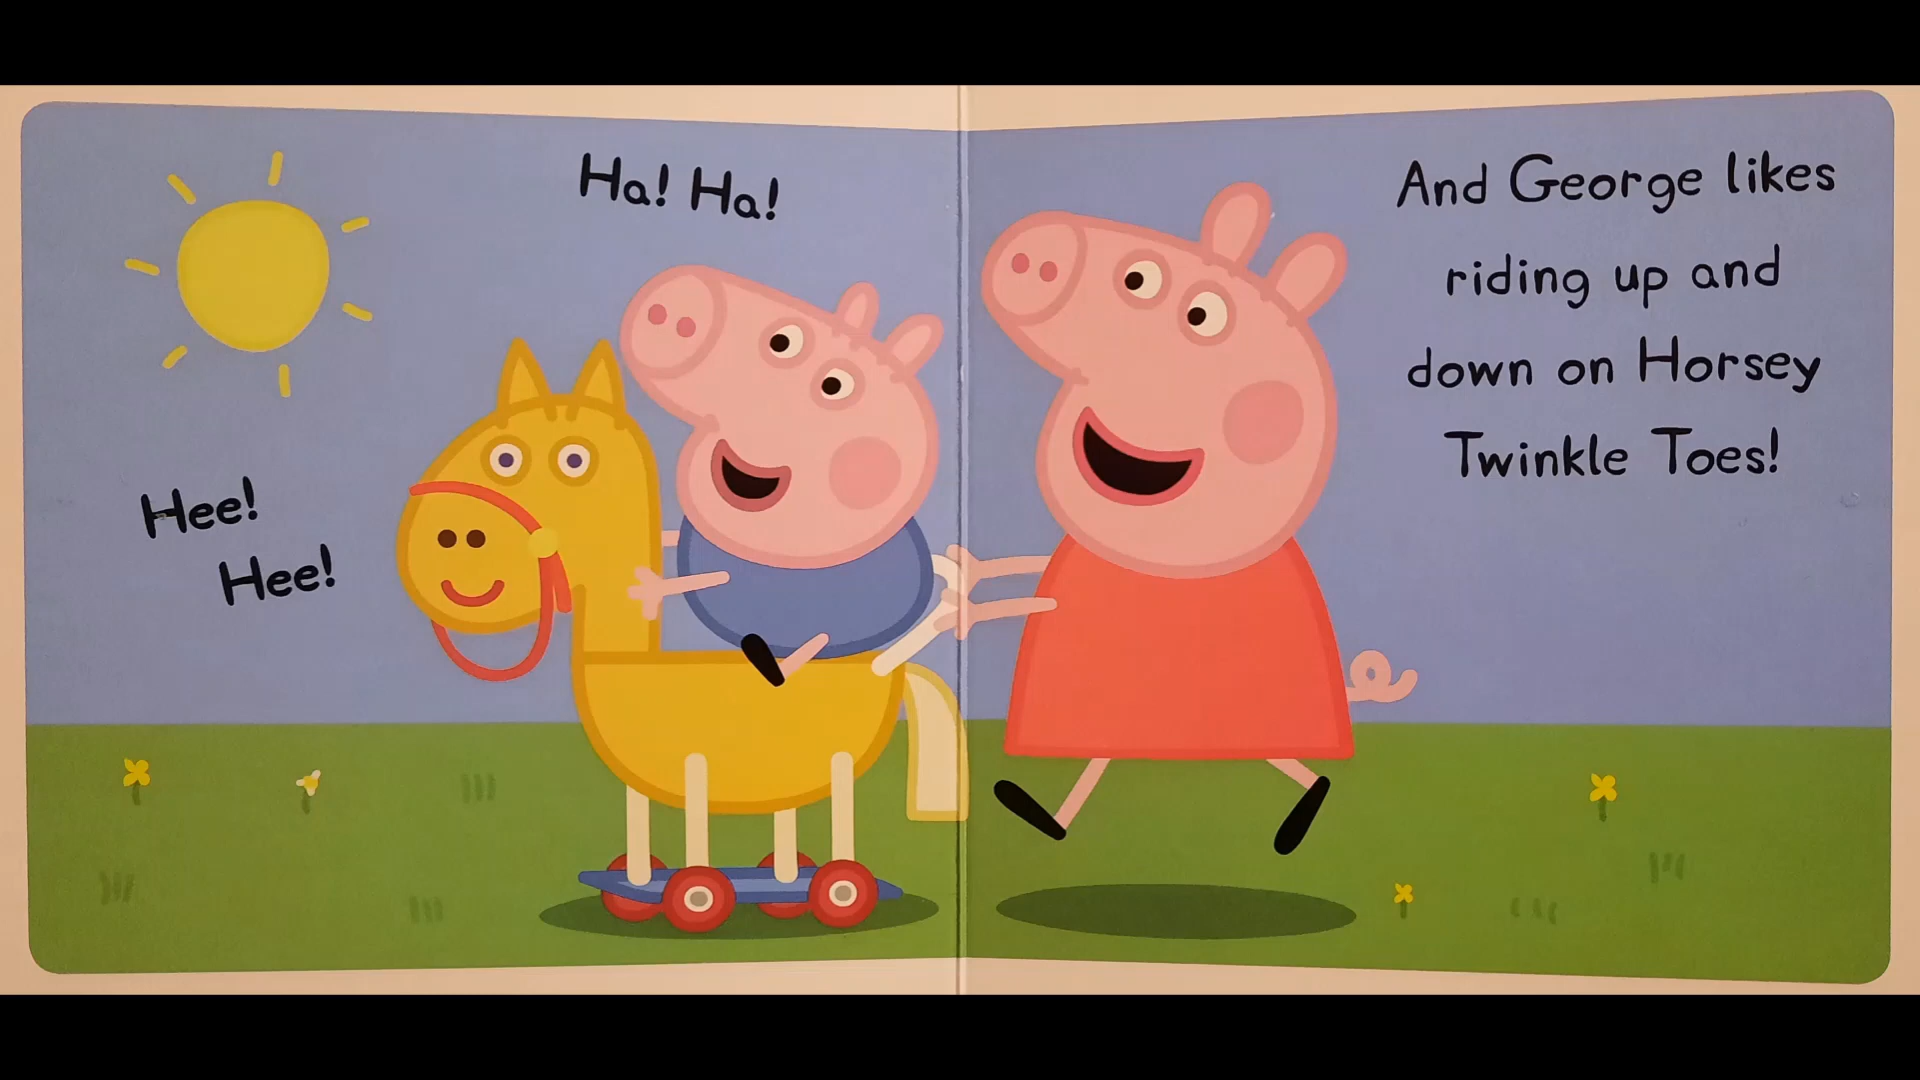 Ha! Ha!
Hee!
Hee!
And George likes
riding up and
down on Horsey
Twinkle Toes!